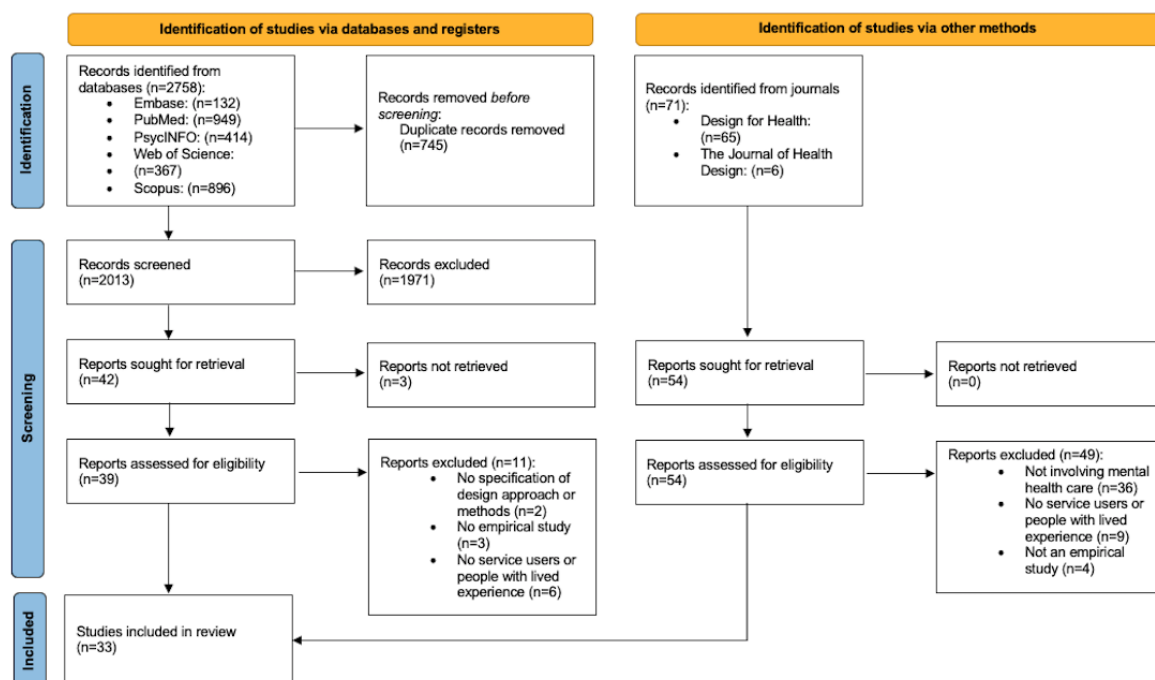 Identification of studies via databases and registers
Identification of studies via other methods
Identification
Records identified from
databases (n=2758):
• Embase: (n=132)
• PubMed: (n=949)
• PsycINFO: (n=414)
• Web of Science:
• (n=367)
• Scopus: (n=896)
Records removed before
screening:
Duplicate records removed
(n=745)
Records identified from journals
(n=71):
• Design for Health:
(n=65)
• The Journal of Health
Design: (n=6)
Screening
Records screened
(n=2013)
Records excluded
(n=1971)
Reports sought for retrieval
(n=42)
Reports not retrieved
(n=3)
Reports sought for retrieval
(n=54)
Reports not retrieved
(n=0)
Reports assessed for eligibility
(n=39)
Reports excluded (n=11):
• No specification of
design approach or
methods (n=2)
• No empirical study
(n=3)
• No service users or
people with lived
experience (n=6)
Reports assessed for eligibility
(n=54)
Reports excluded (n=49):
• Not involving mental
health care (n=36)
• No service users or
people with lived
experience (n=9)
• Not an empirical
study (n=4)
Included
Studies included in review
(n=33)